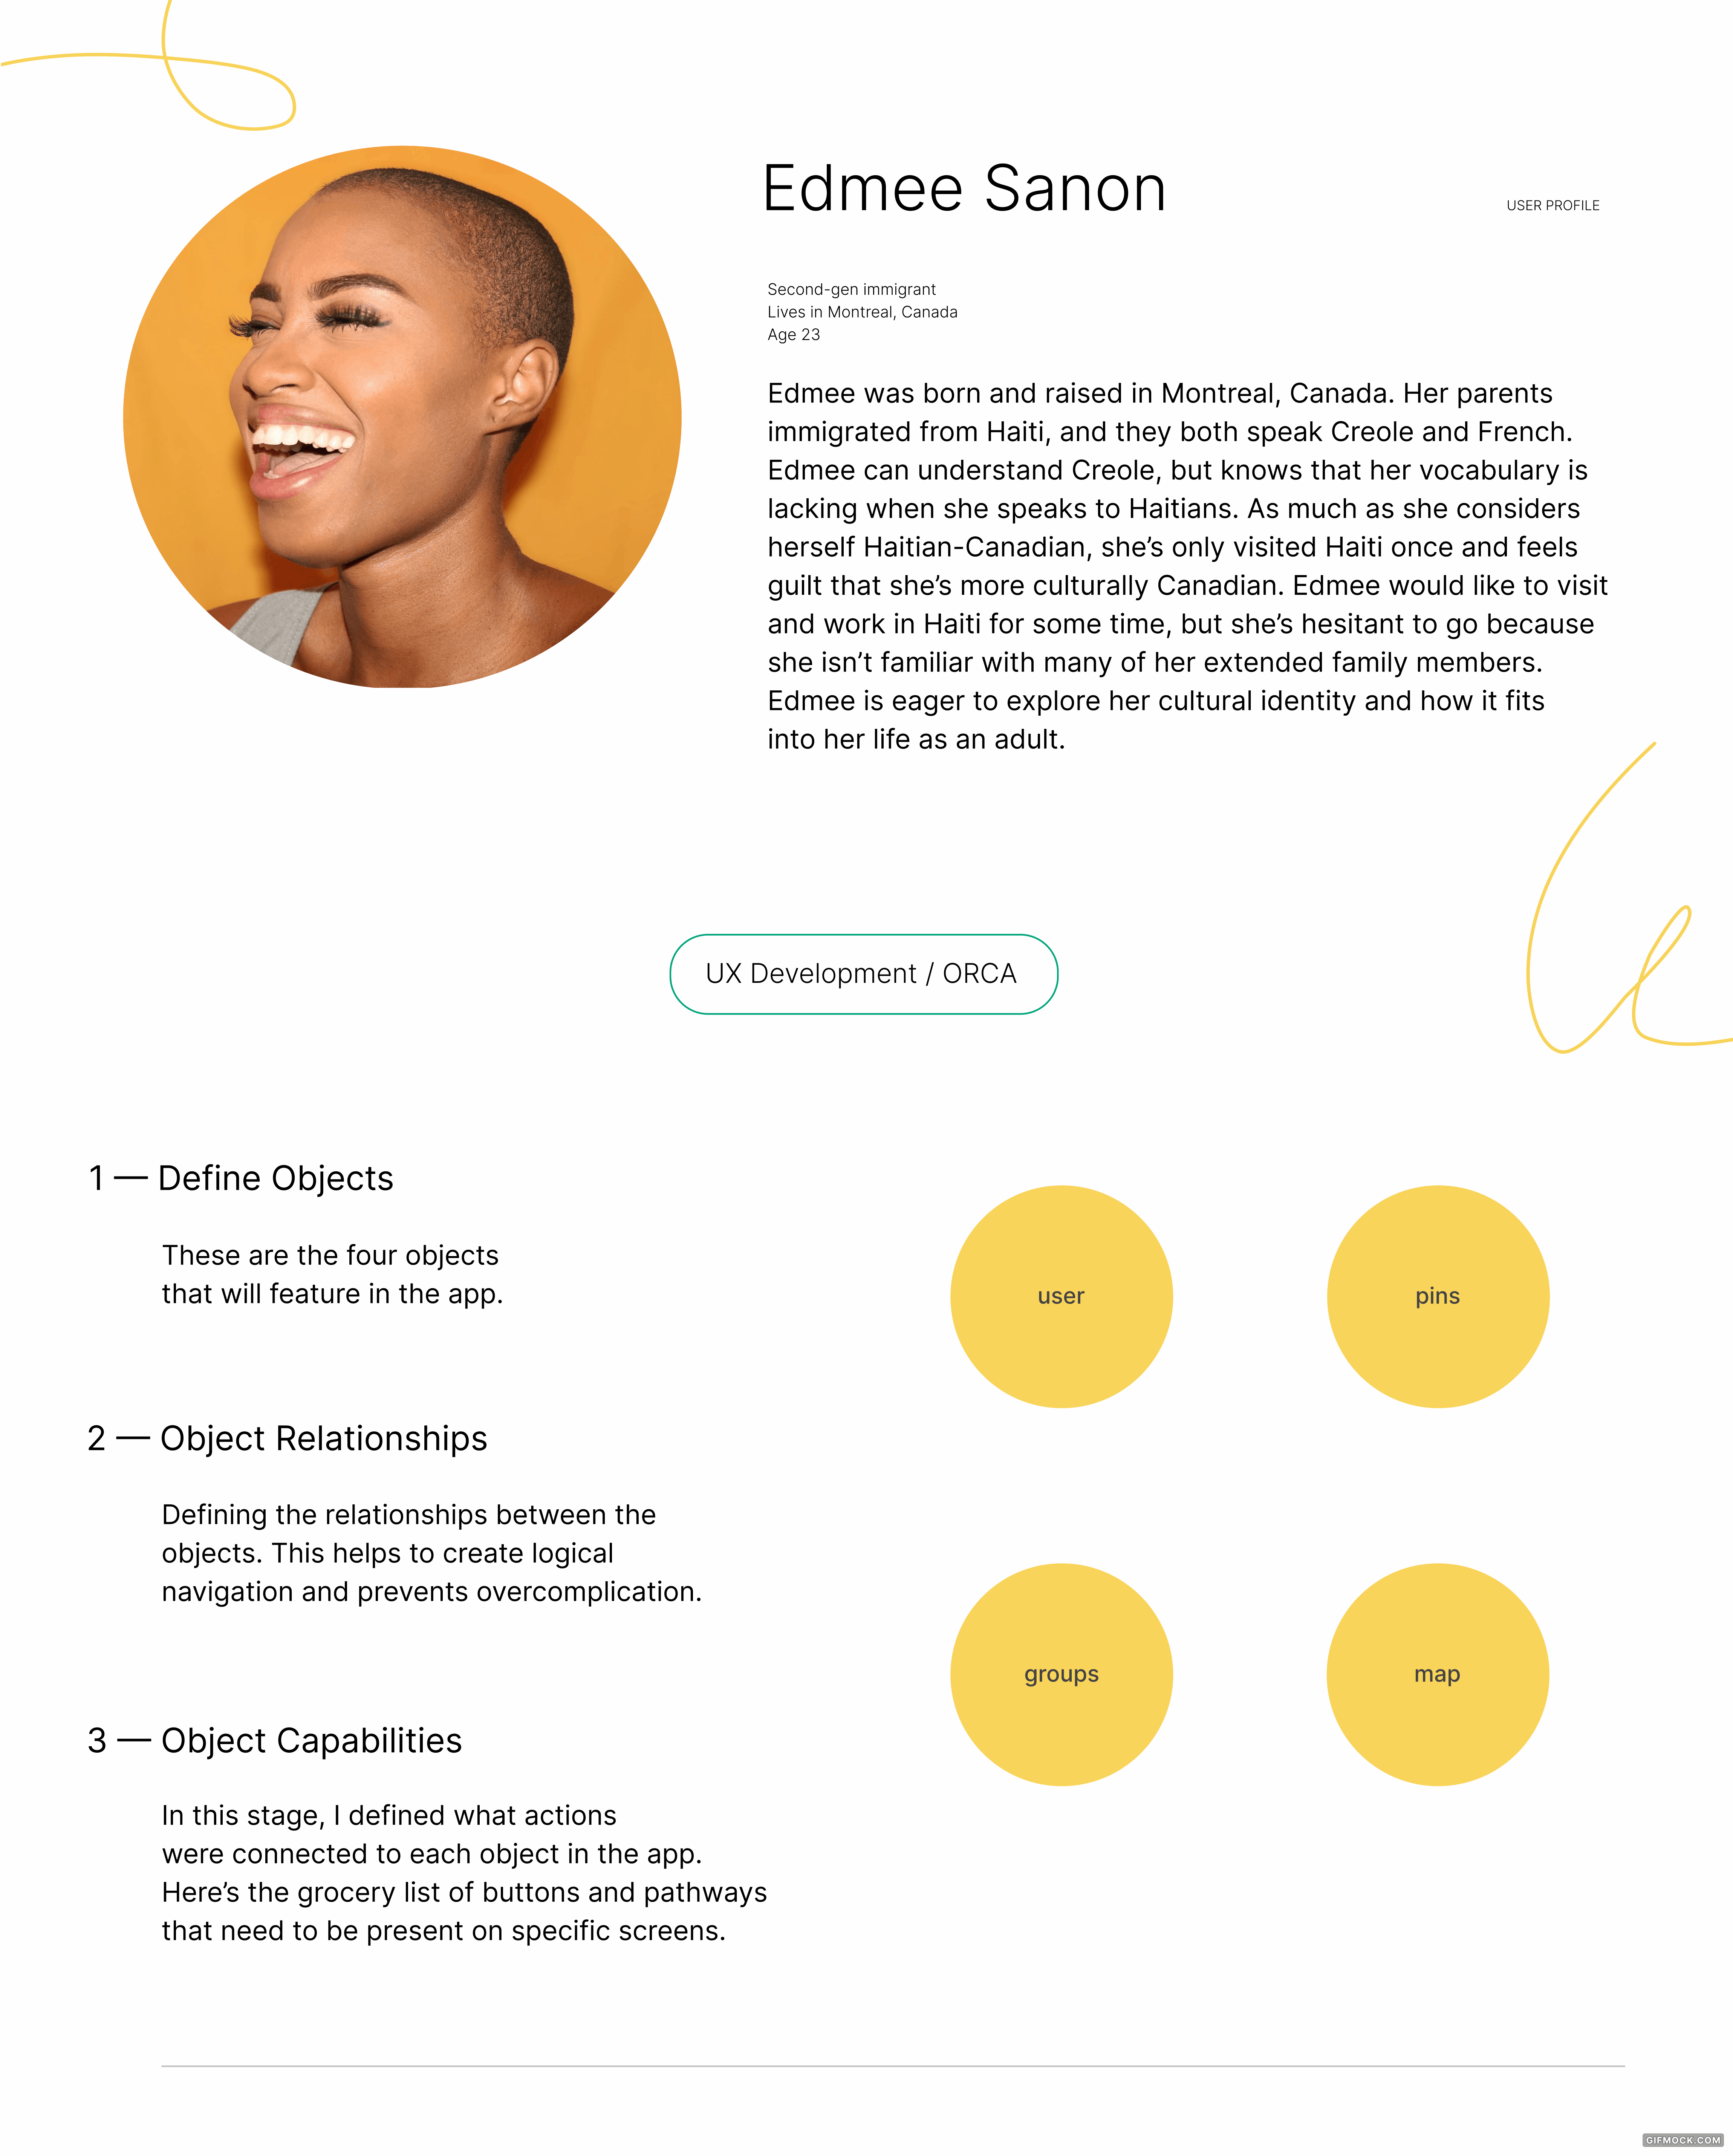 Edmee Sanon
USER PROFILE
Second-gen immigrant
Lives in Montreal, Canada
Age 23
Edmee was born and raised in Montreal, Canada. Her parents
immigrated from Haiti, and they both speak Creole and French.
Edmee can understand Creole, but knows that her vocabulary is
lacking when she speaks to Haitians. As much as she considers
herself Haitian-Canadian, she’s only visited Haiti once and feels
guilt that she’s more culturally Canadian. Edmee would like to visit
and work in Haiti for some time, but she’s hesitant to go because
she isn’t familiar with many of her extended family members.
Edmee is eager to explore her cultural identity and how it fits
into her life as an adult.
UX Development / ORCA
1 — Define Objects
These are the four objects
that will feature in the app.
2 — Object Relationships
Defining the relationships between the
objects. This helps to create logical
navigation and prevents overcomplication.
3 — Object Capabilities
In this stage, I defined what actions
were connected to each object in the app.
Here’s the grocery list of buttons and pathways
that need to be present on specific screens.
user
pins
groups
map
GIFMOCK.COM